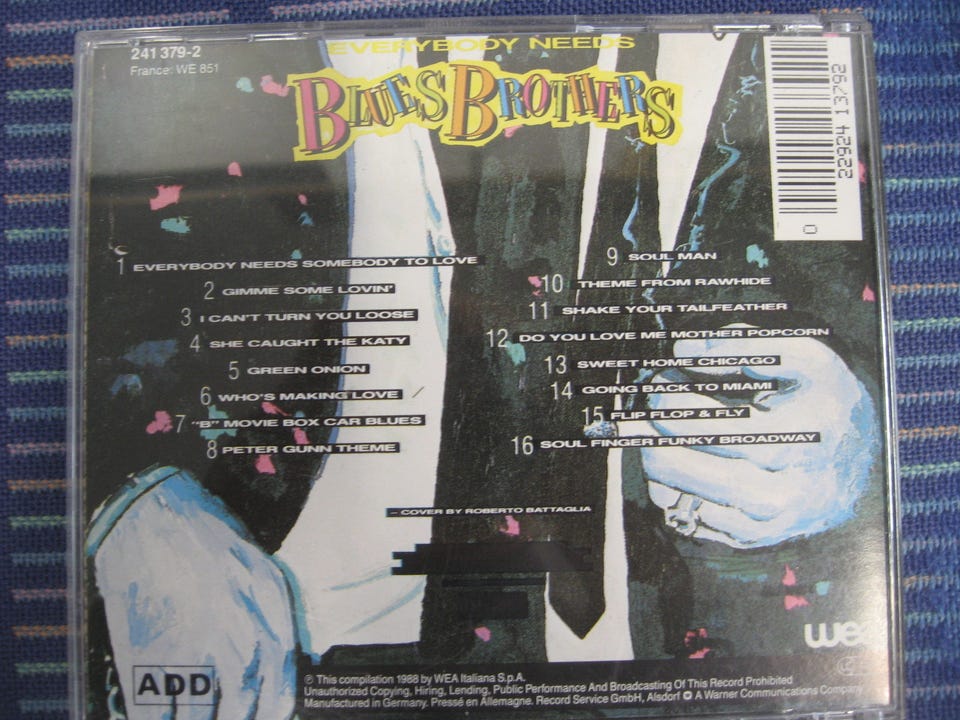 241 379-2
France: WE 851
EVERYBODY NEEDS
BLUES BROTHERS
0 22924 13792
1 EVERYBODY NEEDS SOMEBODY TO LOVE
2 GIMME SOME LOVIN'
3 I CAN'T TURN YOU LOOSE
4 SHE CAUGHT THE KATY
5 GREEN ONION
6 WHO'S MAKING LOVE
7 "B" MOVIE BOX CAR BLUES
8 PETER GUNN THEME
9 SOUL MAN
10 THEME FROM RAWHIDE
11 SHAKE YOUR TAILFEATHER
12 DO YOU LOVE ME MOTHER POPCORN
13 SWEET HOME CHICAGO
14 GOING BACK TO MIAMI
15 FLIP FLOP & FLY
16 SOUL FINGER FUNKY BROADWAY
– COVER BY ROBERTO BATTAGLIA
wea
LC
ADD
℗ This compilation 1988 by WEA Italiana S.p.A.
Unauthorized Copying, Hiring, Lending, Public Performance And Broadcasting Of This Record Prohibited
Manufactured in Germany. Pressé en Allemagne. Record Service GmbH, Alsdorf A Warner Communications Company